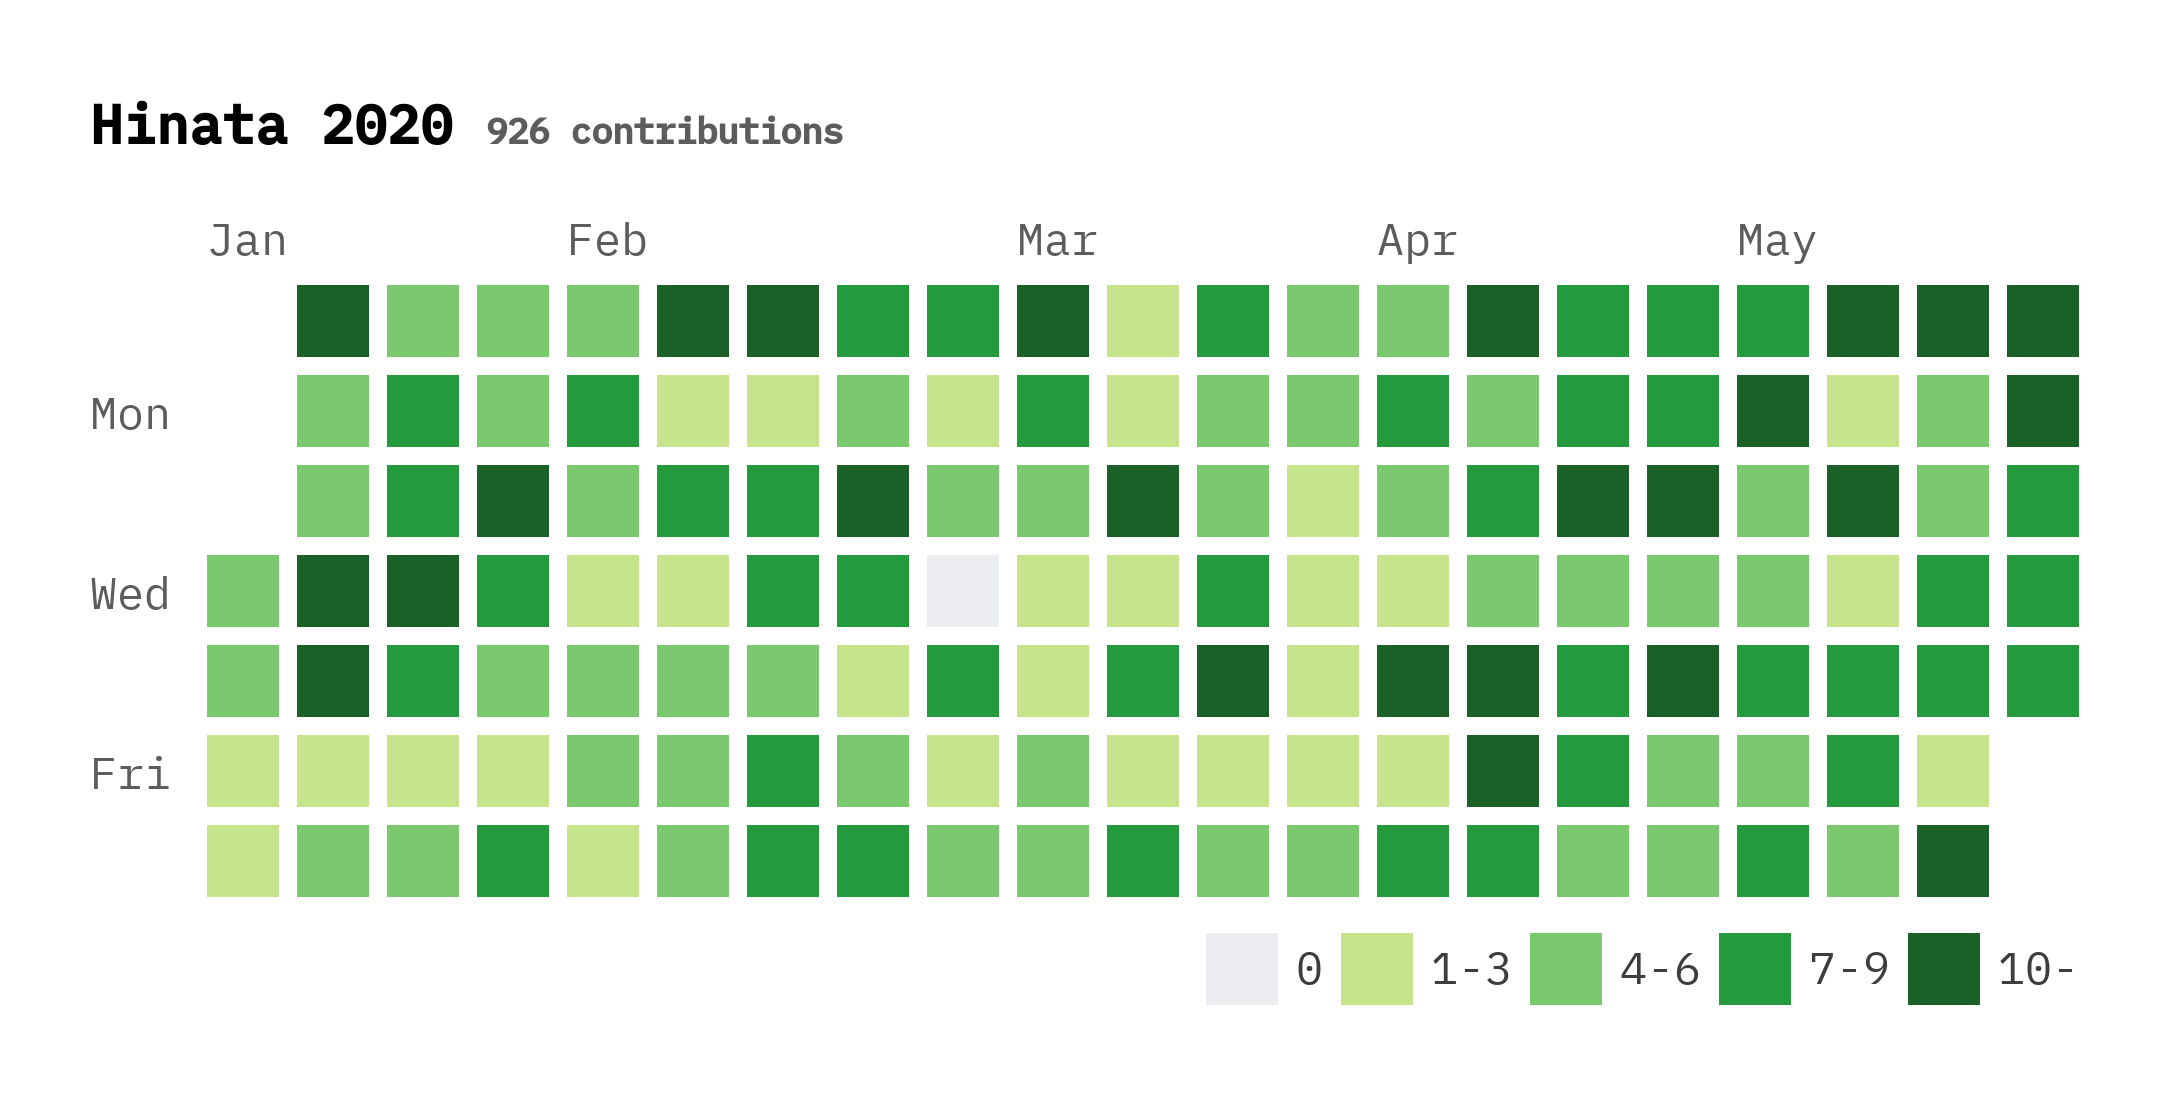 Hinata 2020 926 contributions
Jan Feb Mar Apr May
Mon
Wed
Fri
0 1-3 4-6 7-9 10-